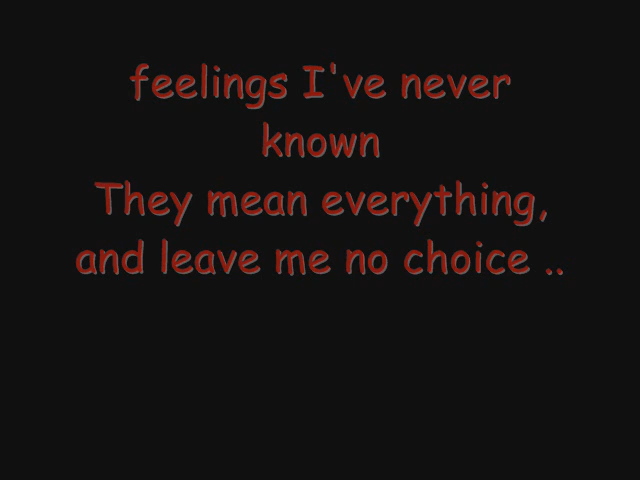 feelings I've never
known
They mean everything,
and leave me no choice ..